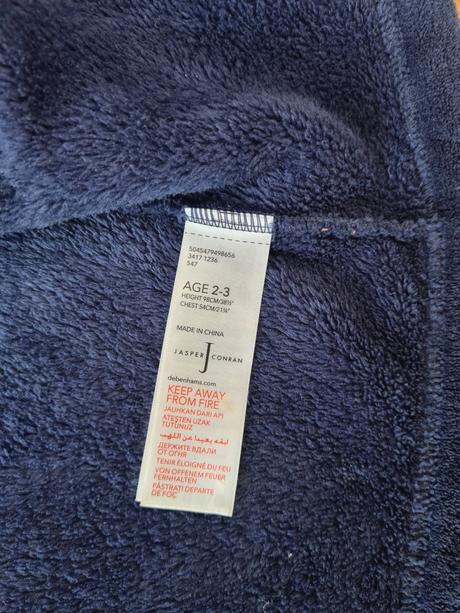 5045479498656
3417 1236
547
AGE 2-3
HEIGHT 98CM/38½"
CHEST 54CM/21¼"
MADE IN CHINA
JASPER J CONRAN
debenhams.com
KEEP AWAY
FROM FIRE
JAUHKAN DARI API
ATEŞTEN UZAK
TUTUNUZ
ابقه بعيدا عن اللهب
ДЕРЖИТЕ ВДАЛИ
ОТ ОГНЯ
TENIR ÉLOIGNÉ DU FEU
VON OFFENEM FEUER
FERNHALTEN
PĂSTRAȚI DEPARTE
DE FOC